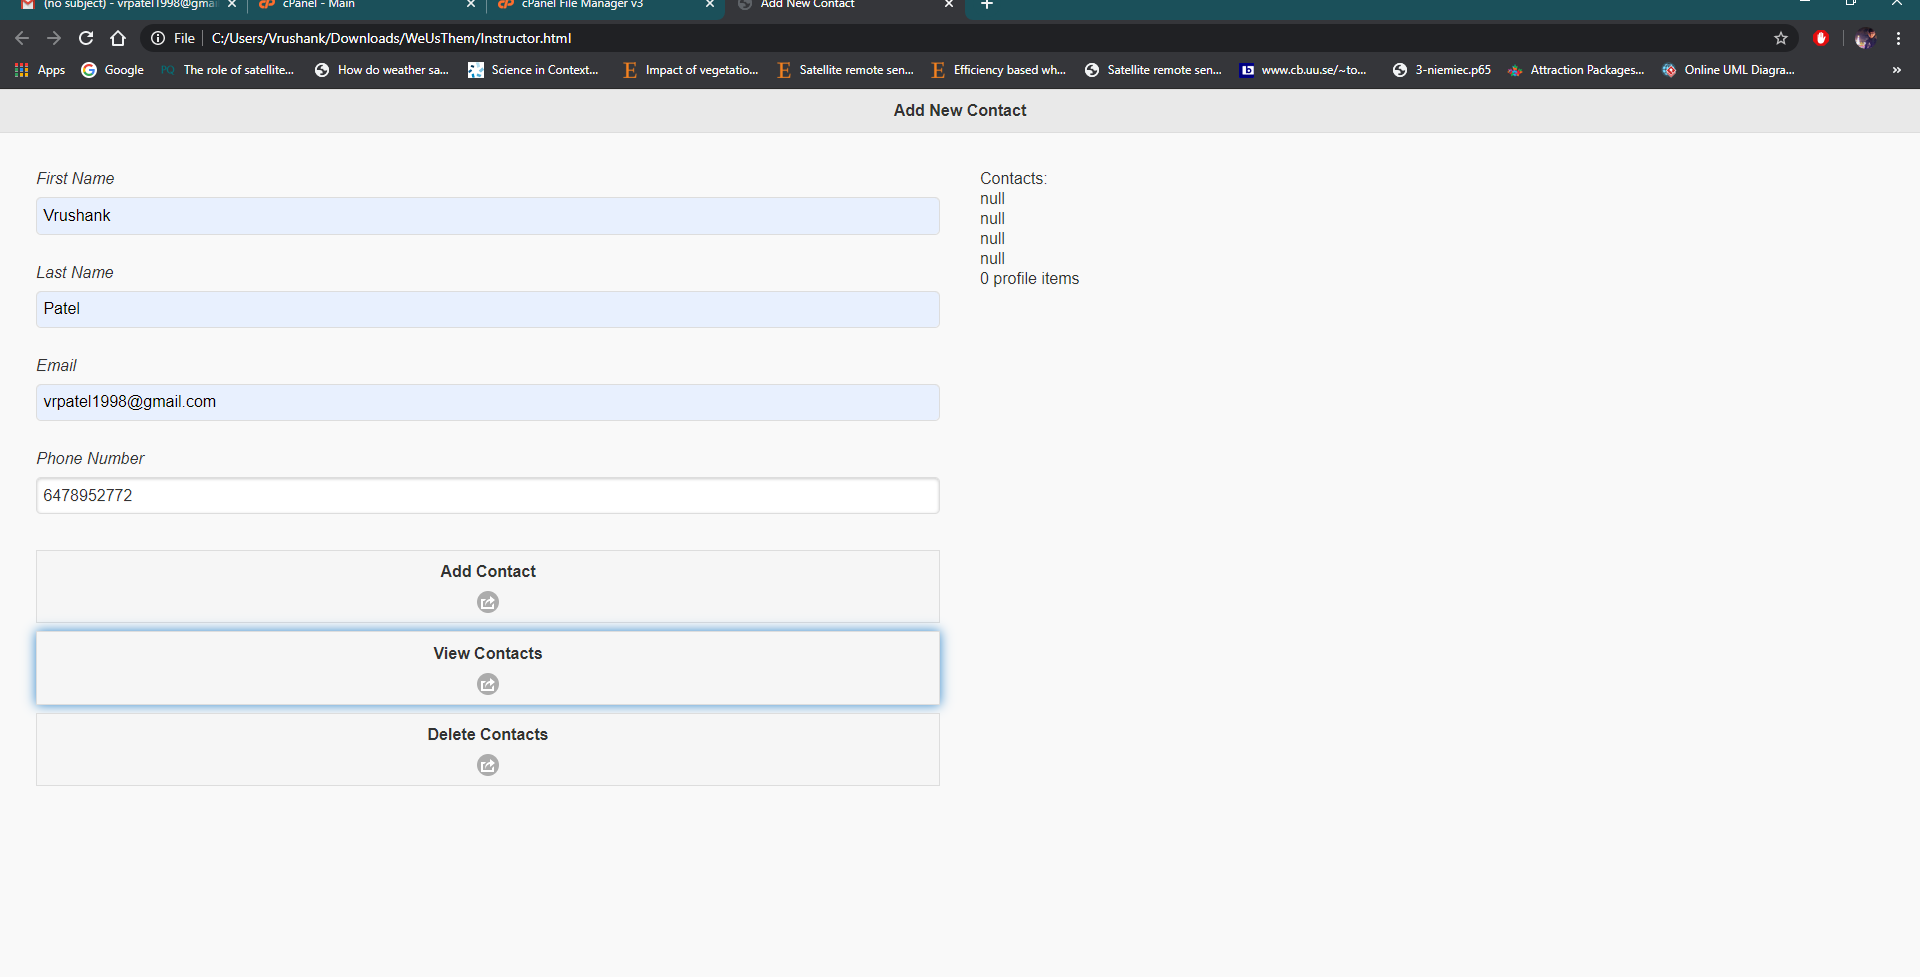 (no subject) - vrpatel1998@gmai
cPanel - Main
cPanel File Manager v3
Add New Contact
File
C:/Users/Vrushank/Downloads/WeUsThem/Instructor.html
Apps
Google
PQ
The role of satellite...
How do weather sa...
Science in Context...
E
Impact of vegetatio...
E
Satellite remote sen...
E
Efficiency based wh...
Satellite remote sen...
b
www.cb.uu.se/~to...
3-niemiec.p65
Attraction Packages...
Online UML Diagra...
»
Add New Contact
First Name
Vrushank
Last Name
Patel
Email
vrpatel1998@gmail.com
Phone Number
6478952772
Add Contact
View Contacts
Delete Contacts
Contacts:
null
null
null
null
0 profile items